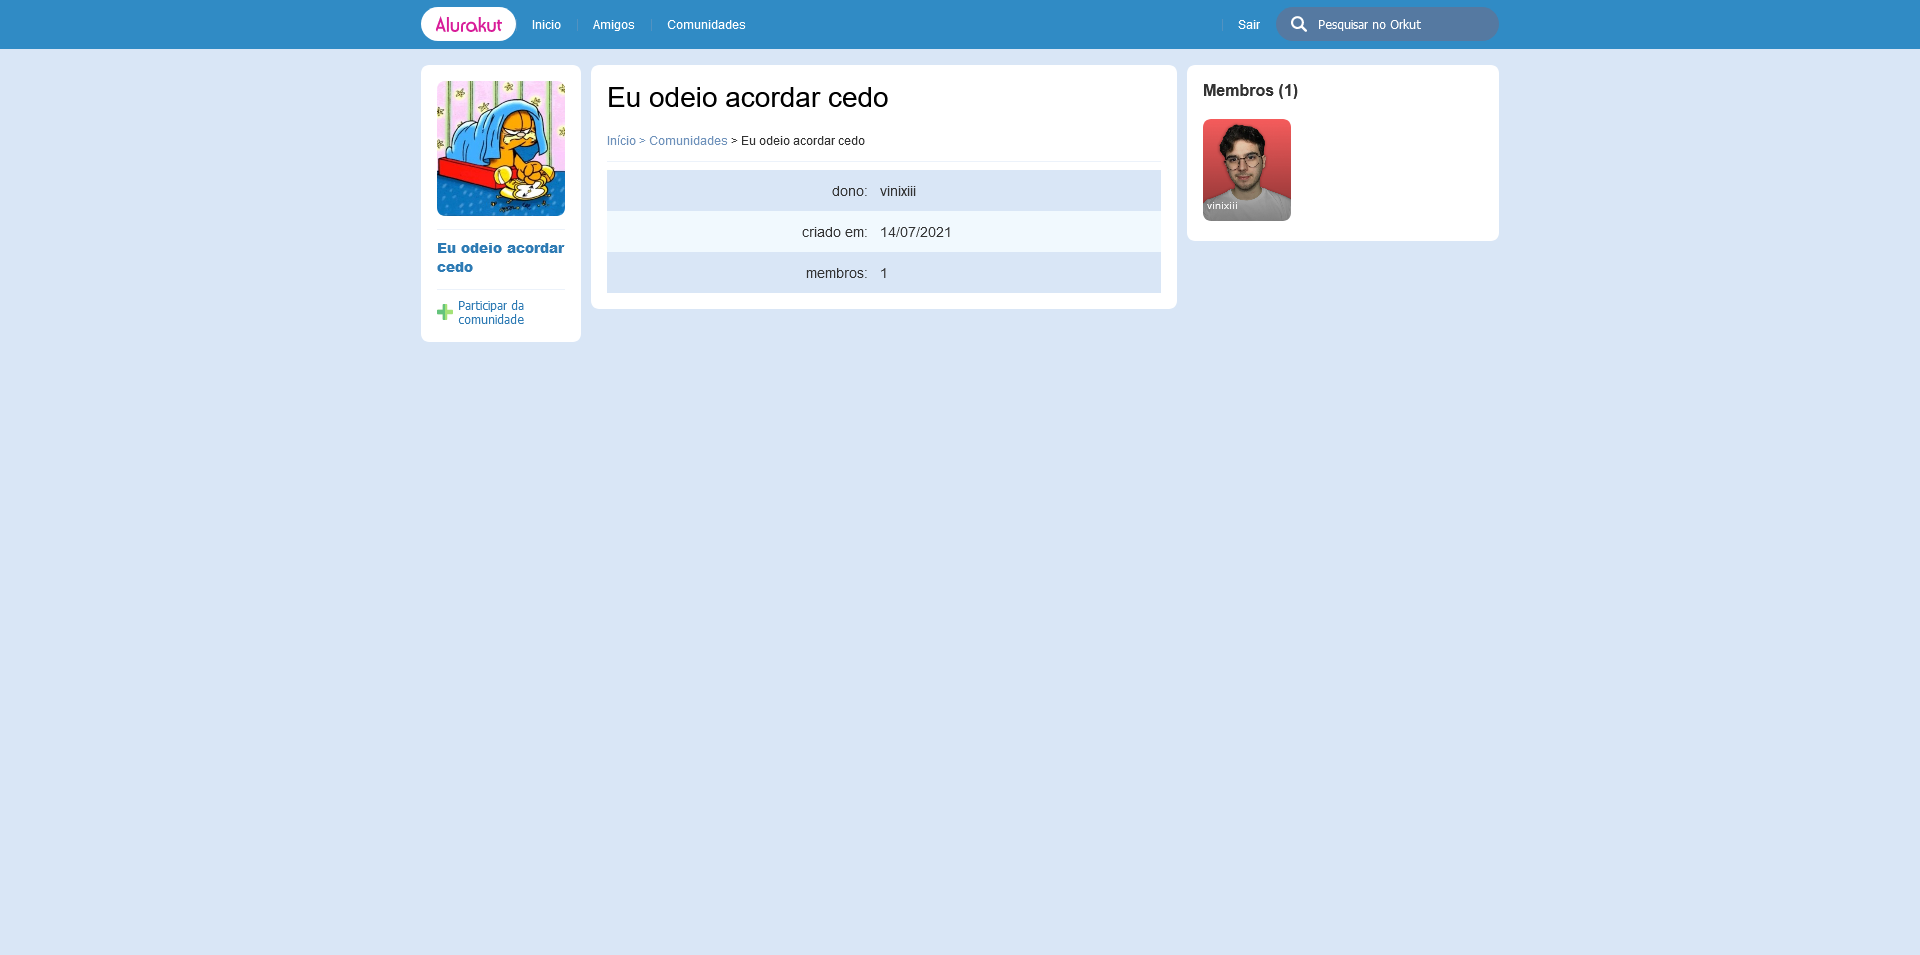 Alurakut
Inicio
Amigos
Comunidades
Sair
Pesquisar no Orkut
Eu odeio acordar
cedo
Participar da
comunidade
Eu odeio acordar cedo
Início > Comunidades > Eu odeio acordar cedo
dono: vinixiii
criado em: 14/07/2021
membros: 1
Membros (1)
vinixiii